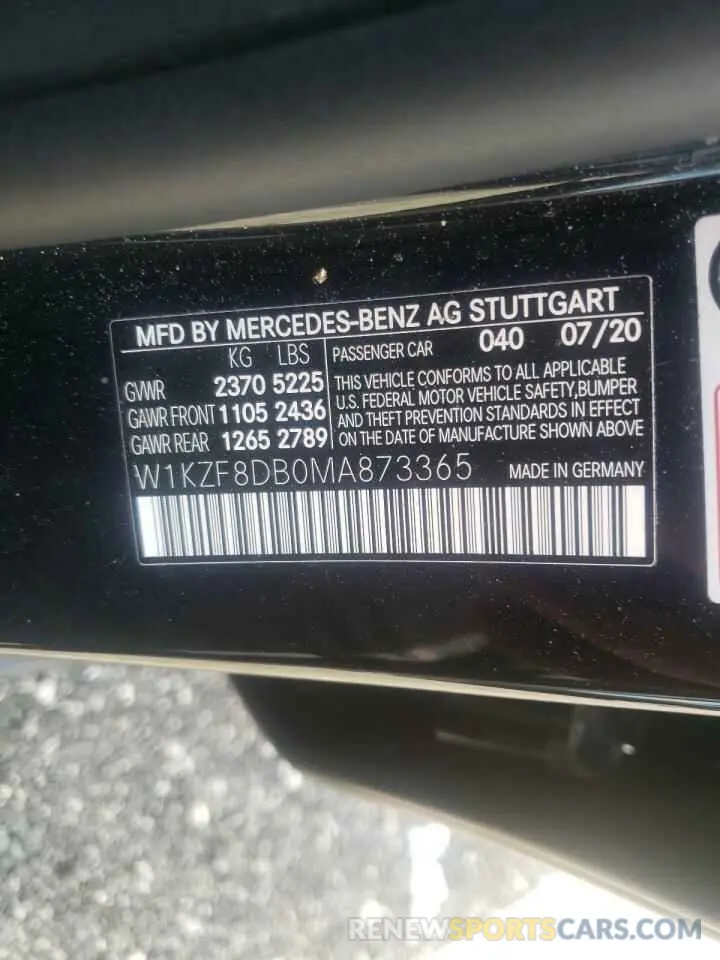 MFD BY MERCEDES-BENZ AG STUTTGART
KG LBS
GVWR 2370 5225
GAWR FRONT 1105 2436
GAWR REAR 1265 2789
PASSENGER CAR 040 07/20
THIS VEHICLE CONFORMS TO ALL APPLICABLE
U.S. FEDERAL MOTOR VEHICLE SAFETY,BUMPER
AND THEFT PREVENTION STANDARDS IN EFFECT
ON THE DATE OF MANUFACTURE SHOWN ABOVE
W1KZF8DB0MA873365 MADE IN GERMANY
RENEWSPORTSCARS.COM